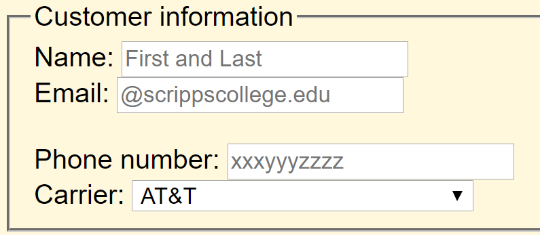 Customer information
Name: First and Last
Email: @scrippscollege.edu
Phone number: xxxyyyzzzz
Carrier: AT&T